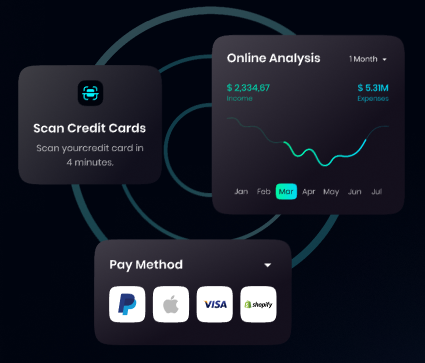 Online Analysis
1 Month
$ 2,334,67
$ 5.31M
Income
Expenses
Scan Credit Cards
Scan yourcredit card in
4 minutes.
Jan Feb Mar Apr May Jun Jul
Pay Method
VISA
shopify